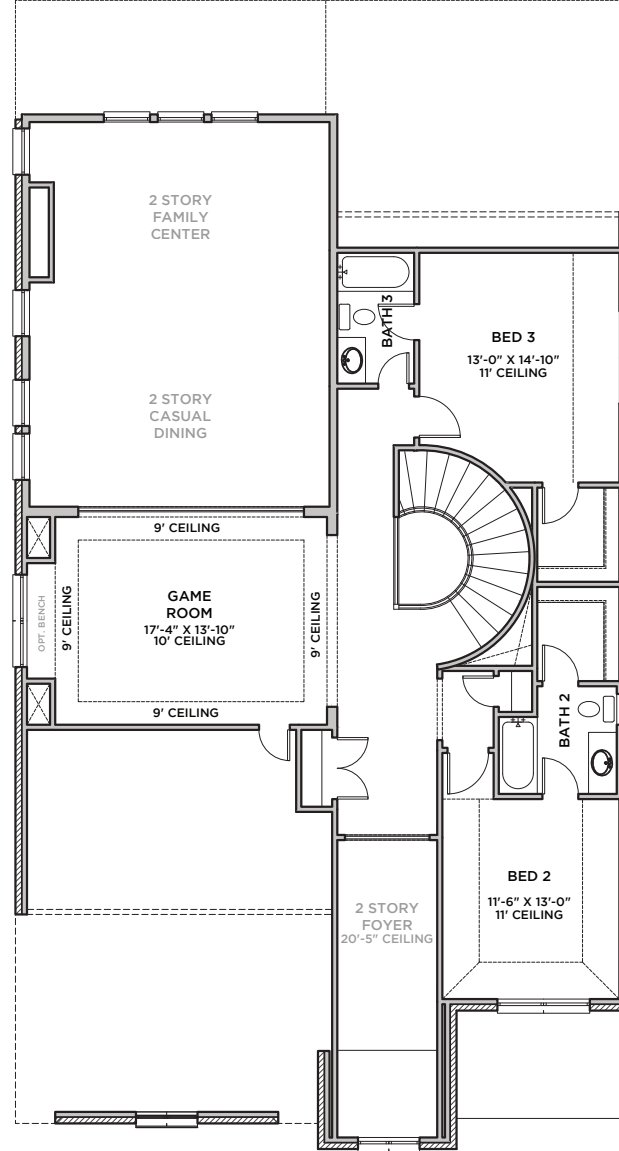 2 STORY
FAMILY
CENTER
BATH 3
BED 3
13'-0" X 14'-10"
11' CEILING
2 STORY
CASUAL
DINING
9' CEILING
OPT. BENCH
9' CEILING
GAME
ROOM
17'-4" X 13'-10"
10' CEILING
9' CEILING
9' CEILING
BATH 2
BED 2
11'-6" X 13'-0"
11' CEILING
2 STORY
FOYER
20'-5" CEILING